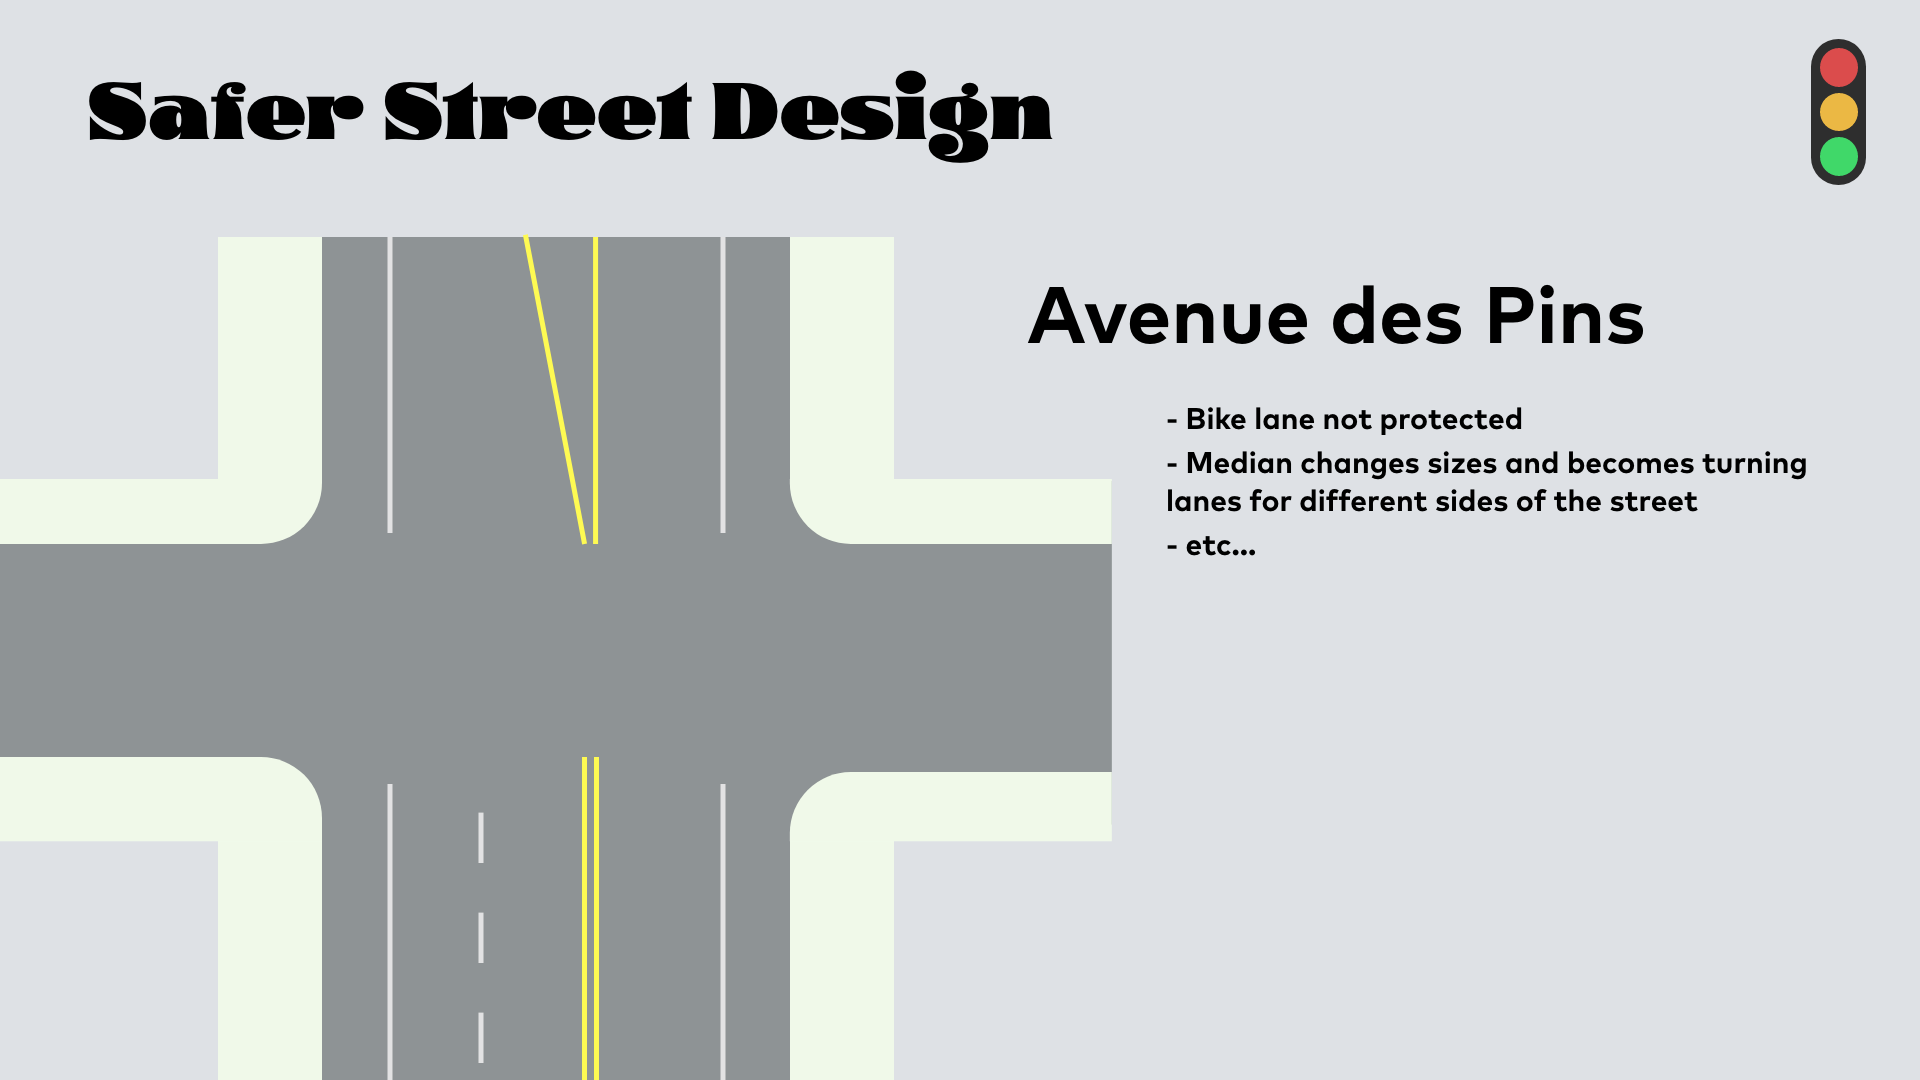 Safer Street Design
Avenue des Pins
- Bike lane not protected
- Median changes sizes and becomes turning
lanes for different sides of the street
- etc...